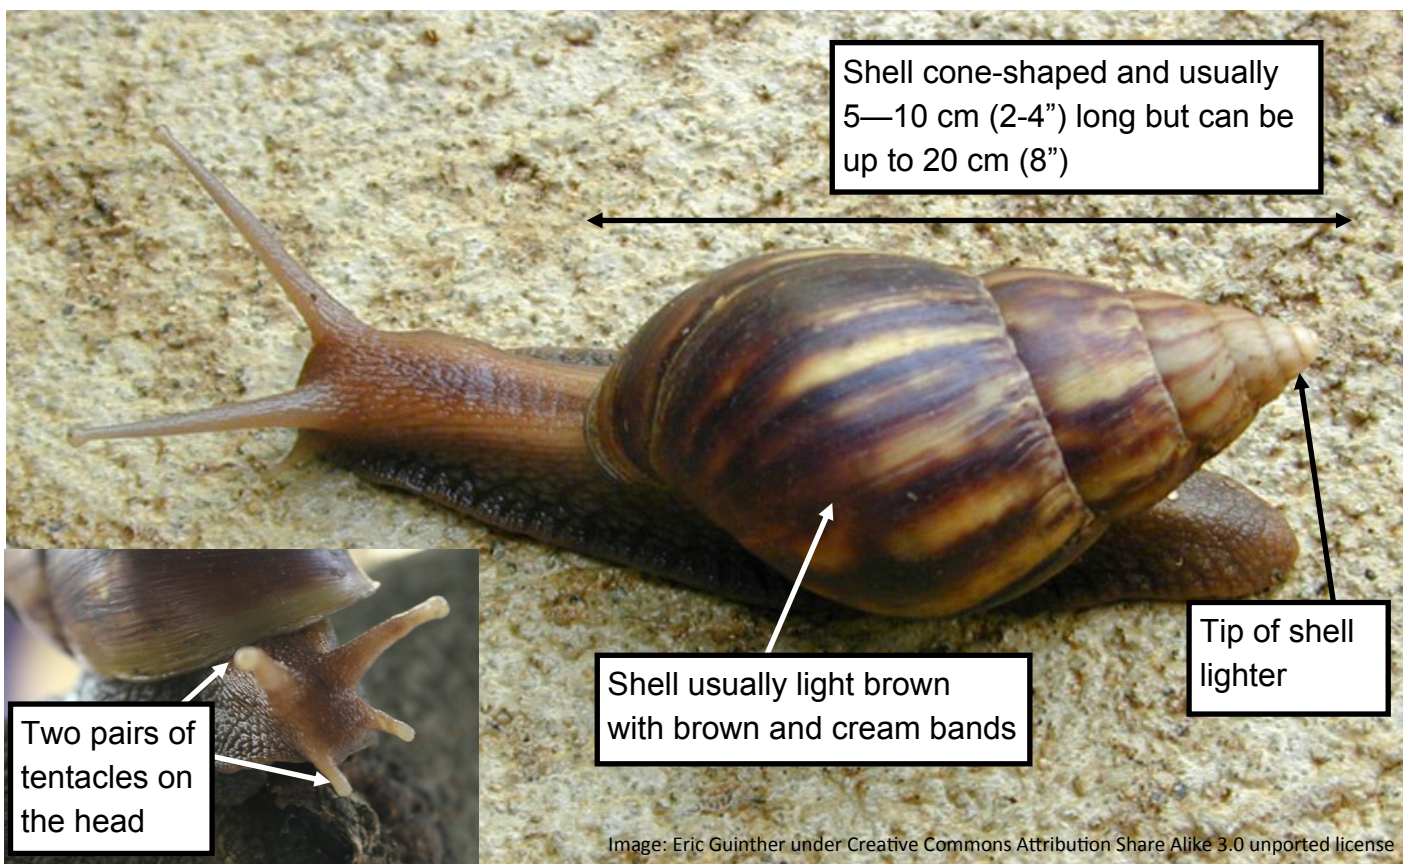 Shell cone-shaped and usually
5—10 cm (2-4”) long but can be
up to 20 cm (8”)
Tip of shell
lighter
Shell usually light brown
with brown and cream bands
Two pairs of
tentacles on
the head
Image: Eric Guinther under Creative Commons Attribution Share Alike 3.0 unported license